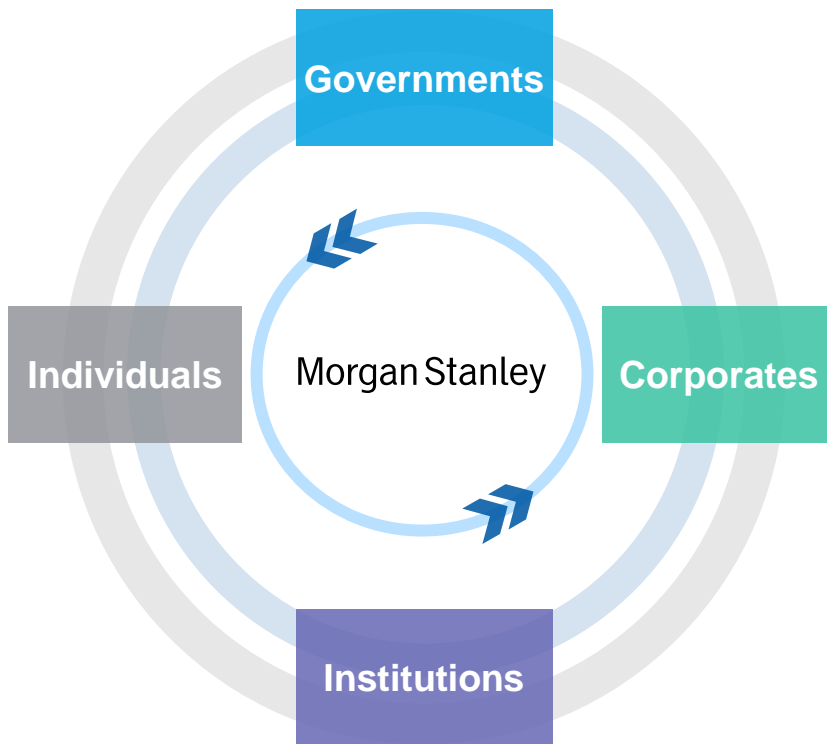 Governments
Individuals
Morgan Stanley
Corporates
Institutions